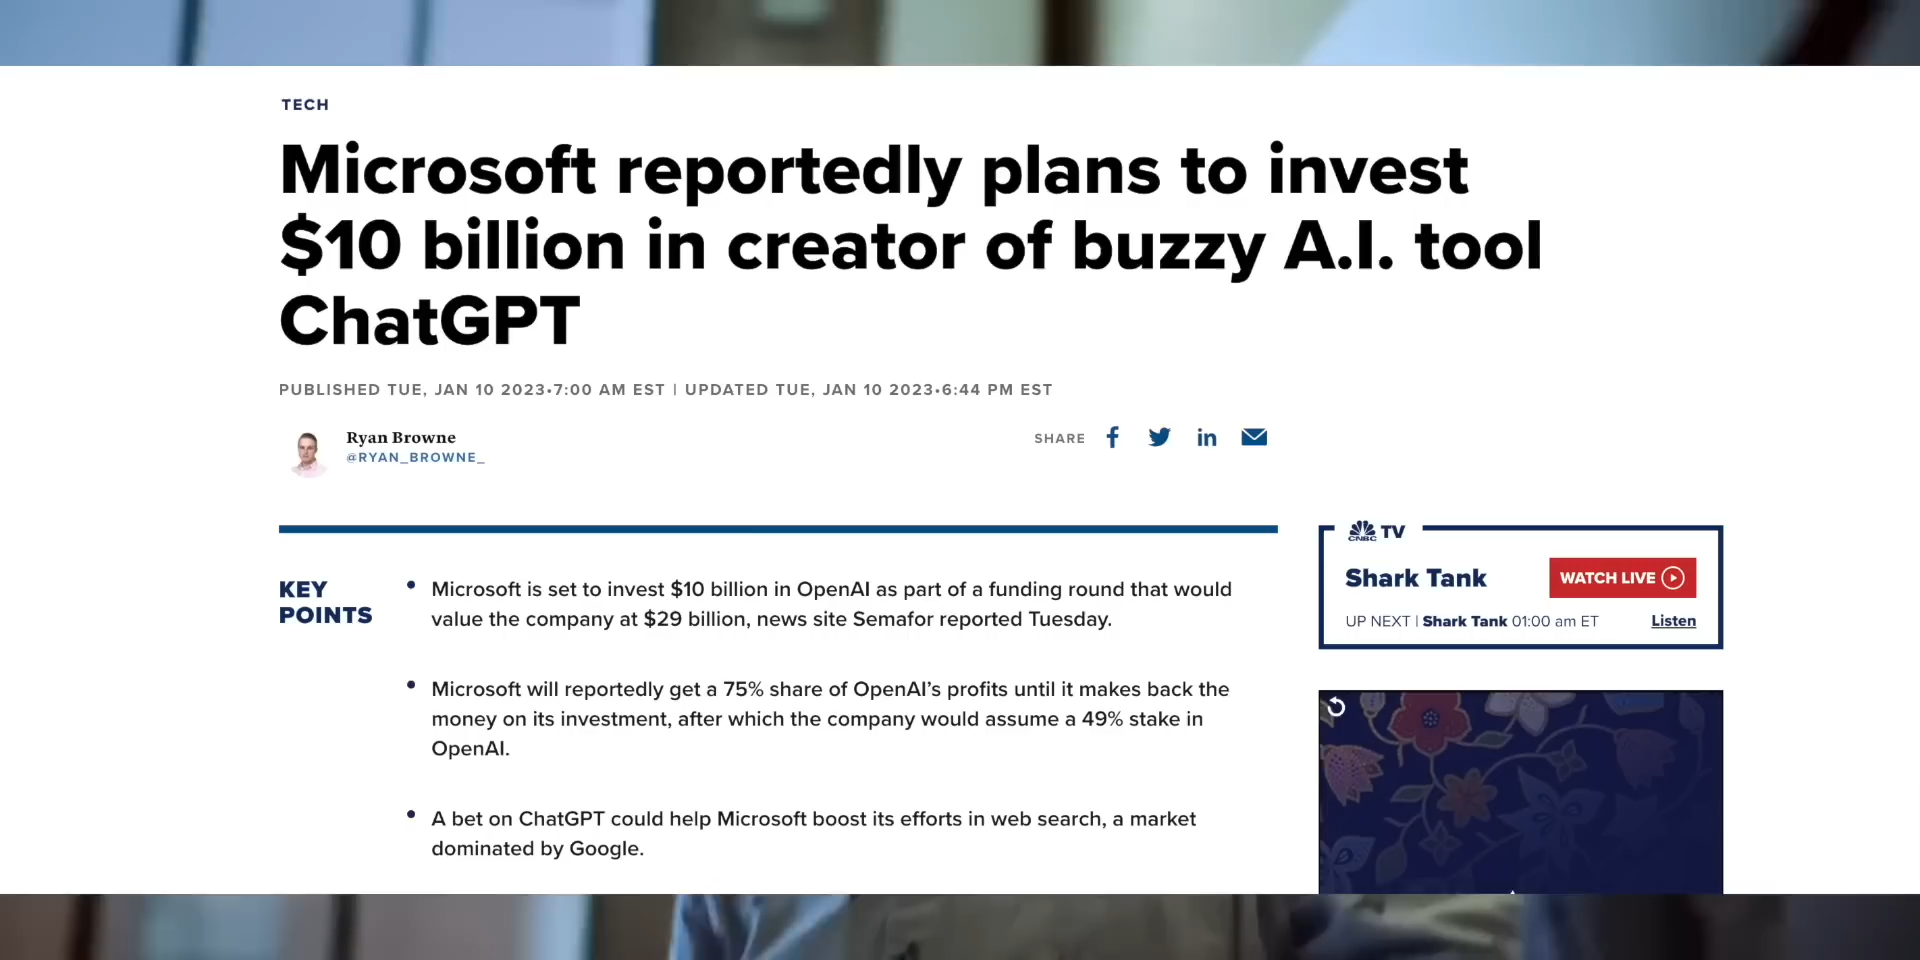 TECH
Microsoft reportedly plans to invest
$10 billion in creator of buzzy A.I. tool
ChatGPT
PUBLISHED TUE, JAN 10 2023•7:00 AM EST | UPDATED TUE, JAN 10 2023•6:44 PM EST
Ryan Browne
@RYAN_BROWNE_
SHARE
KEY
POINTS
• Microsoft is set to invest $10 billion in OpenAI as part of a funding round that would
value the company at $29 billion, news site Semafor reported Tuesday.
• Microsoft will reportedly get a 75% share of OpenAI’s profits until it makes back the
money on its investment, after which the company would assume a 49% stake in
OpenAI.
• A bet on ChatGPT could help Microsoft boost its efforts in web search, a market
dominated by Google.
CNBC TV
Shark Tank
WATCH LIVE
UP NEXT | Shark Tank 01:00 am ET
Listen